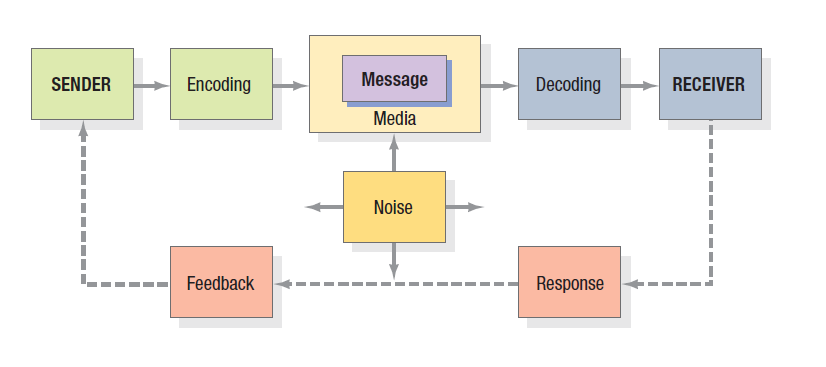 SENDER
Encoding
Message
Media
Decoding
RECEIVER
Noise
Feedback
Response